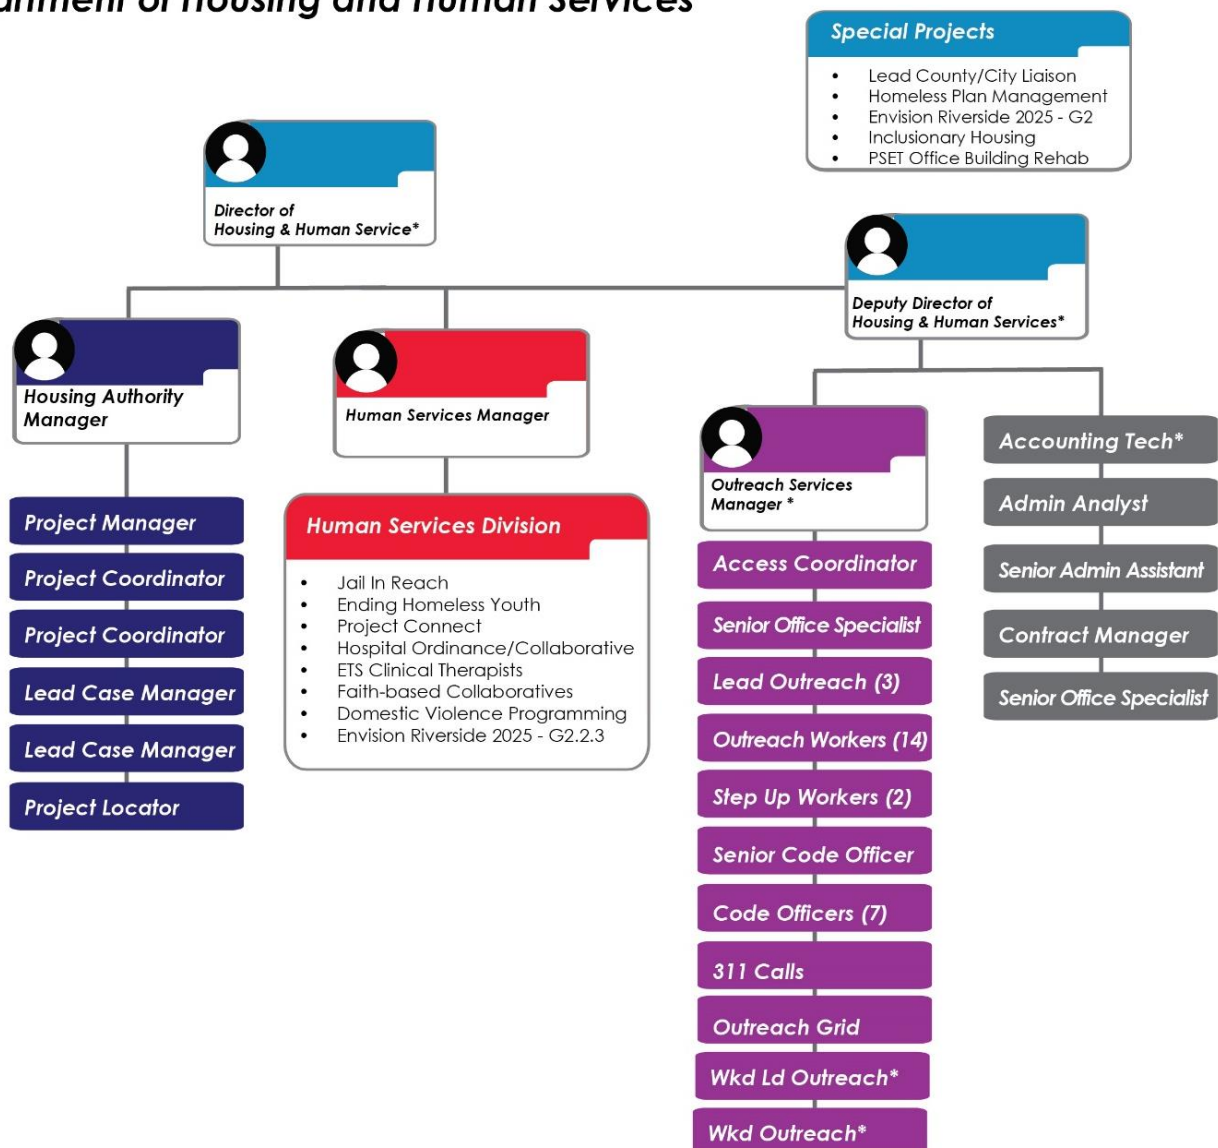 of Housing and Human Services
Special Projects
• Lead County/City Liaison
• Homeless Plan Management
• Envision Riverside 2025 - G2
• Inclusionary Housing
• PSET Office Building Rehab
Director of
Housing & Human Service*
Deputy Director of
Housing & Human Services*
Housing Authority
Manager
Project Manager
Project Coordinator
Project Coordinator
Lead Case Manager
Lead Case Manager
Project Locator
Human Services Manager
Human Services Division
• Jail In Reach
• Ending Homeless Youth
• Project Connect
• Hospital Ordinance/Collaborative
• ETS Clinical Therapists
• Faith-based Collaboratives
• Domestic Violence Programming
• Envision Riverside 2025 - G2.2.3
Outreach Services
Manager *
Access Coordinator
Senior Office Specialist
Lead Outreach (3)
Outreach Workers (14)
Step Up Workers (2)
Senior Code Officer
Code Officers (7)
311 Calls
Outreach Grid
Wkd Ld Outreach*
Wkd Outreach*
Accounting Tech*
Admin Analyst
Senior Admin Assistant
Contract Manager
Senior Office Specialist